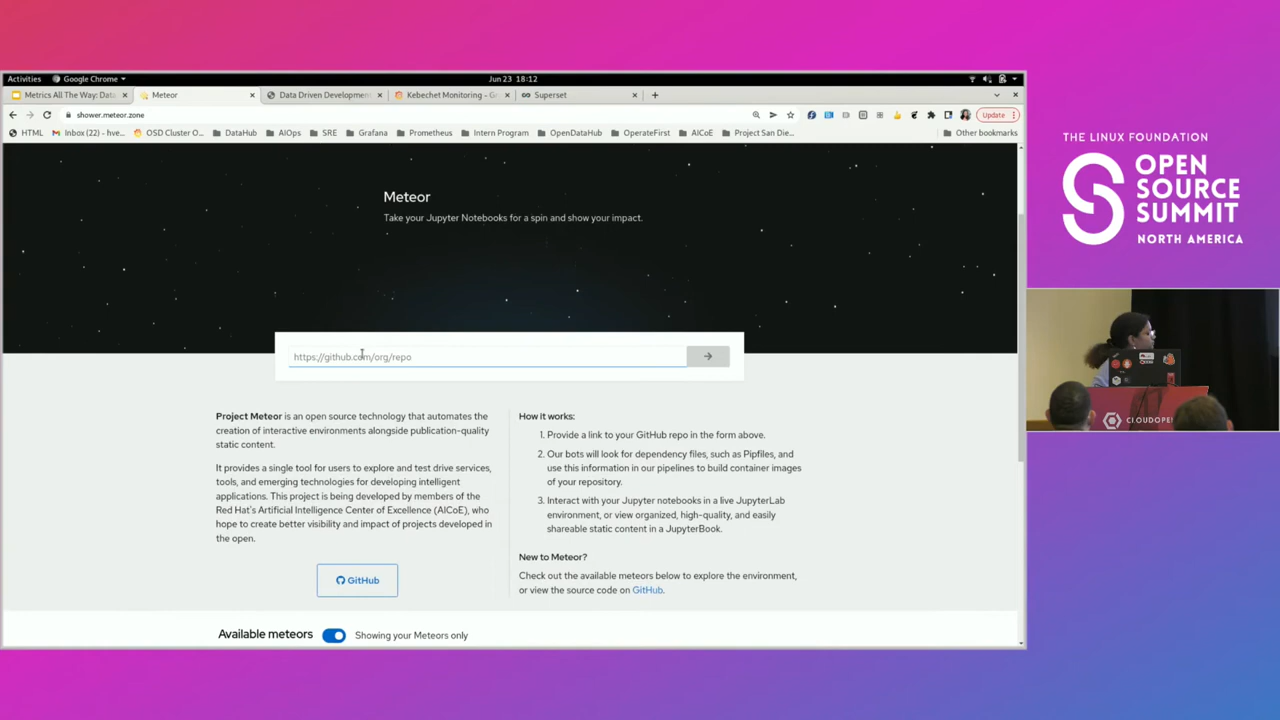 Activities
Google Chrome
Jun 23 18:12
Metrics All The Way: Data
Meteor
Data Driven Developmen
Kebechet Monitoring - G
Superset
shower.meteor.zone
Update
HTML
Inbox (22) - hve...
OSD Cluster O...
DataHub
AIOps
SRE
Grafana
Prometheus
Intern Program
OpenDataHub
OperateFirst
AICoE
Project San Die...
Other bookmarks
Meteor
Take your Jupyter Notebooks for a spin and show your impact.
https://github.com/org/repo
Project Meteor is an open source technology that automates the
creation of interactive environments alongside publication-quality
static content.
It provides a single tool for users to explore and test drive services,
tools, and emerging technologies for developing intelligent
applications. This project is being developed by members of the
Red Hat's Artificial Intelligence Center of Excellence (AICoE), who
hope to create better visibility and impact of projects developed in
the open.
GitHub
How it works:
1. Provide a link to your GitHub repo in the form above.
2. Our bots will look for dependency files, such as Pipfiles, and
use this information in our pipelines to build container images
of your repository.
3. Interact with your Jupyter notebooks in a live JupyterLab
environment, or view organized, high-quality, and easily
shareable static content in a JupyterBook.
New to Meteor?
Check out the available meteors below to explore the environment,
or view the source code on GitHub.
Available meteors
Showing your Meteors only
THE LINUX FOUNDATION
OPEN
SOURCE
SUMMIT
NORTH AMERICA
CLOUDOPE